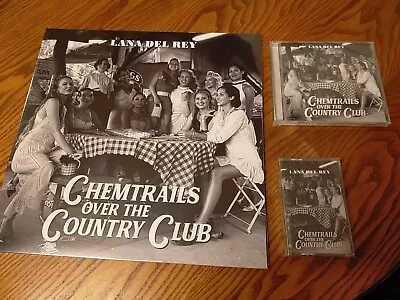 LANA DEL REY
CHEMTRAILS
OVER THE
COUNTRY CLUB
LANA DEL REY
CHEMTRAILS
OVER THE
COUNTRY CLUB
LANA DEL REY
CHEMTRAILS
OVER THE
COUNTRY CLUB